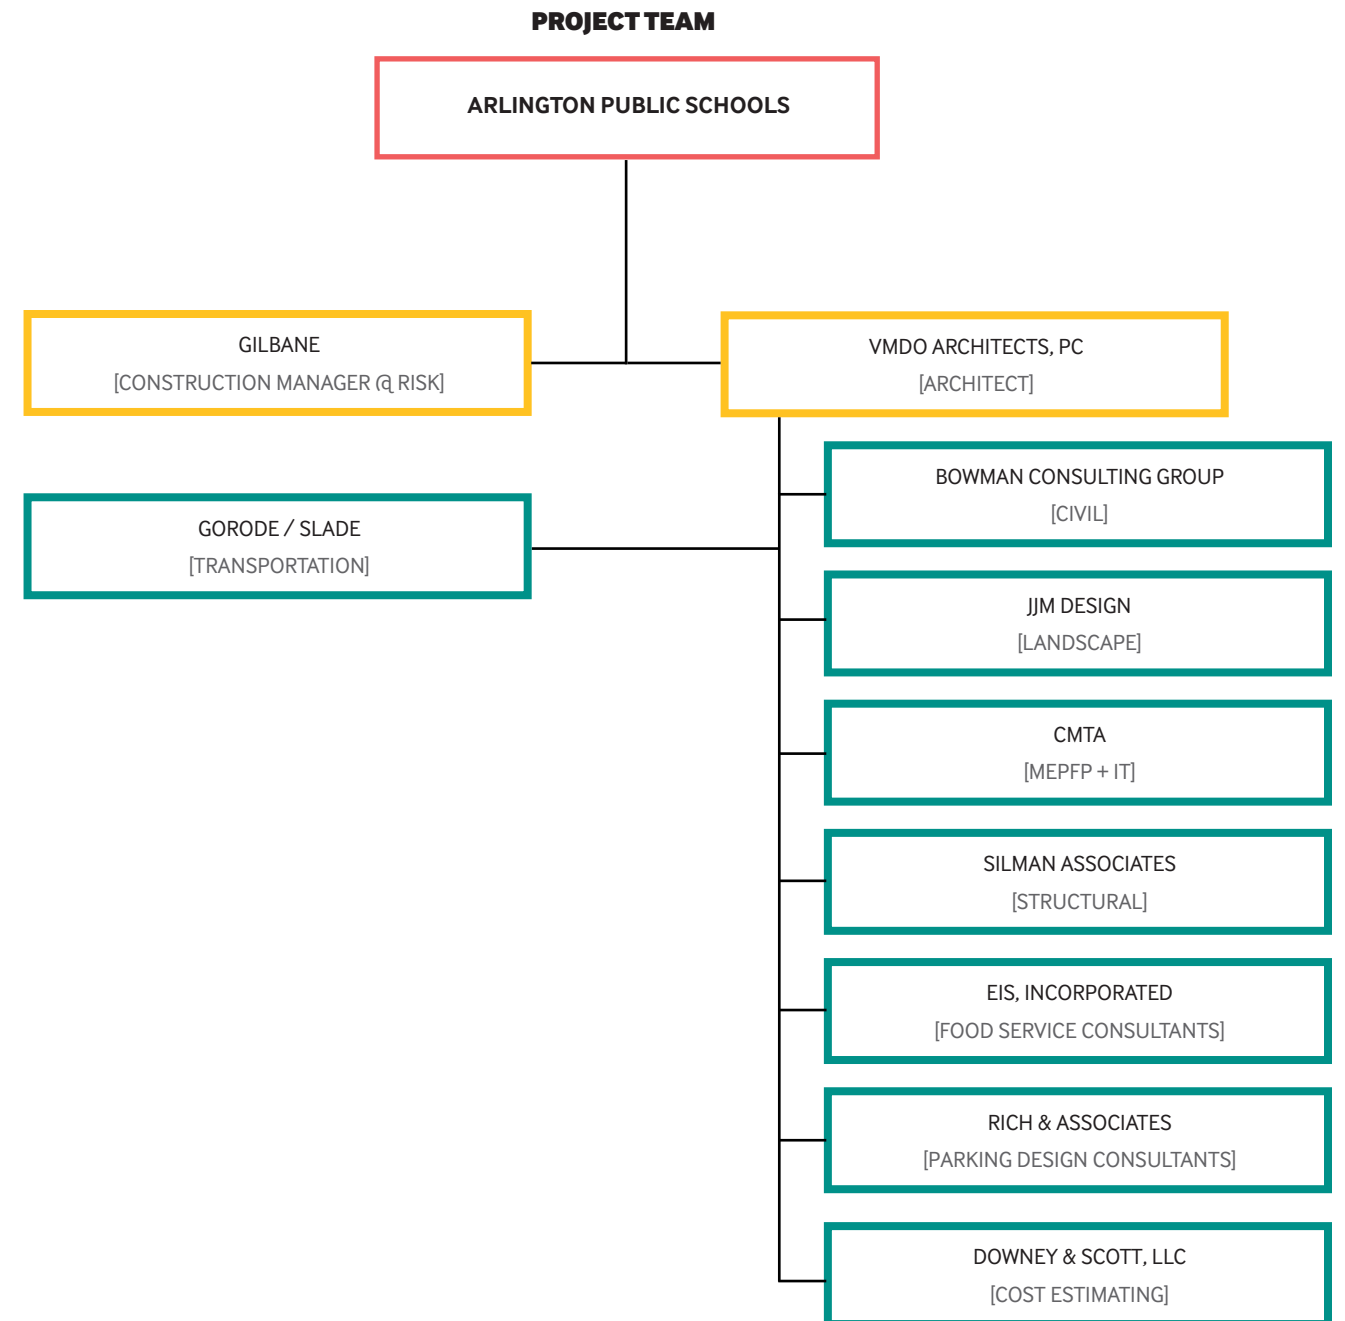 PROJECT TEAM
ARLINGTON PUBLIC SCHOOLS
GILBANE
[CONSTRUCTION MANAGER @ RISK]
VMDO ARCHITECTS, PC
[ARCHITECT]
GORODE / SLADE
[TRANSPORTATION]
BOWMAN CONSULTING GROUP
[CIVIL]
JJM DESIGN
[LANDSCAPE]
CMTA
[MEPFP + IT]
SILMAN ASSOCIATES
[STRUCTURAL]
EIS, INCORPORATED
[FOOD SERVICE CONSULTANTS]
RICH & ASSOCIATES
[PARKING DESIGN CONSULTANTS]
DOWNEY & SCOTT, LLC
[COST ESTIMATING]